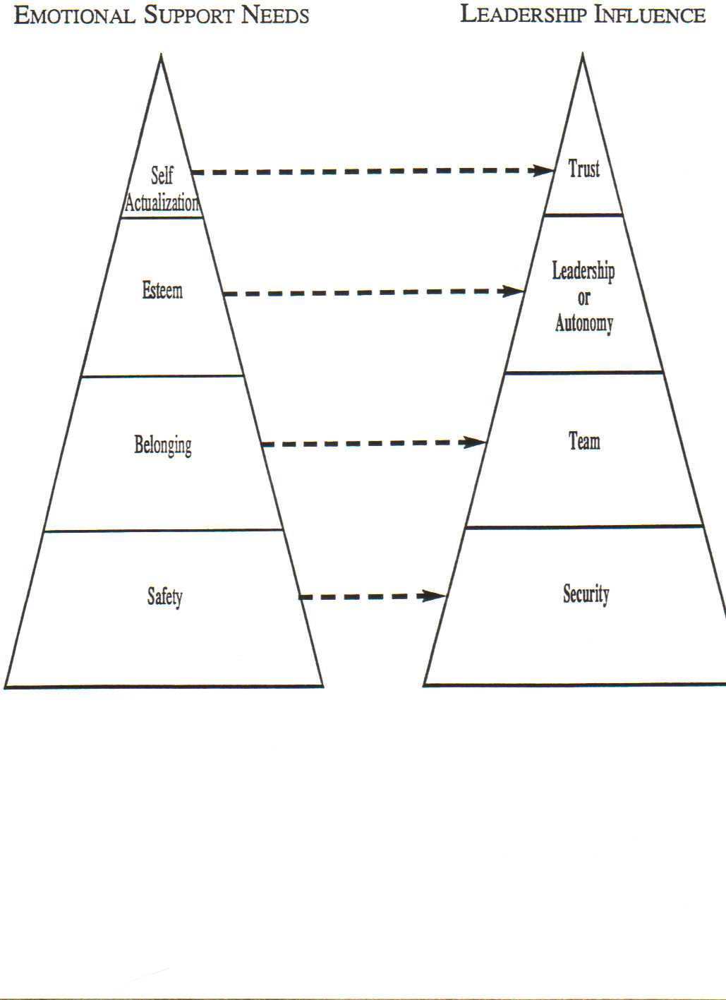 EMOTIONAL SUPPORT NEEDS
LEADERSHIP INFLUENCE
Self
Actualization
Trust
Esteem
Leadership
or
Autonomy
Belonging
Team
Safety
Security